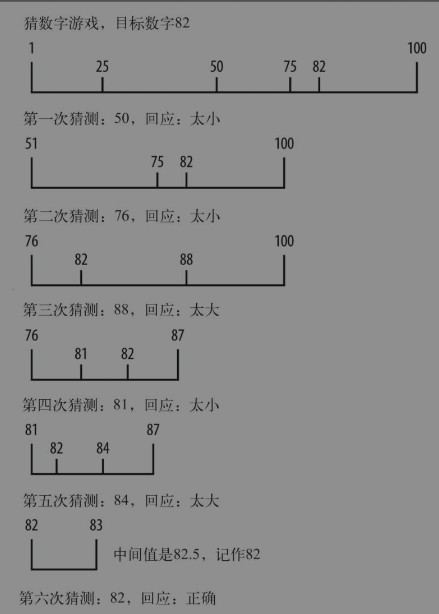 猜数字游戏，目标数字82
1 100
25 50 75 82
第一次猜测：50，回应：太小
51 100
75 82
第二次猜测：76，回应：太小
76 100
82 88
第三次猜测：88，回应：太大
76 87
81 82
第四次猜测：81，回应：太小
81 87
82 84
第五次猜测：84，回应：太大
82 83
中间值是82.5，记作82
第六次猜测：82，回应：正确